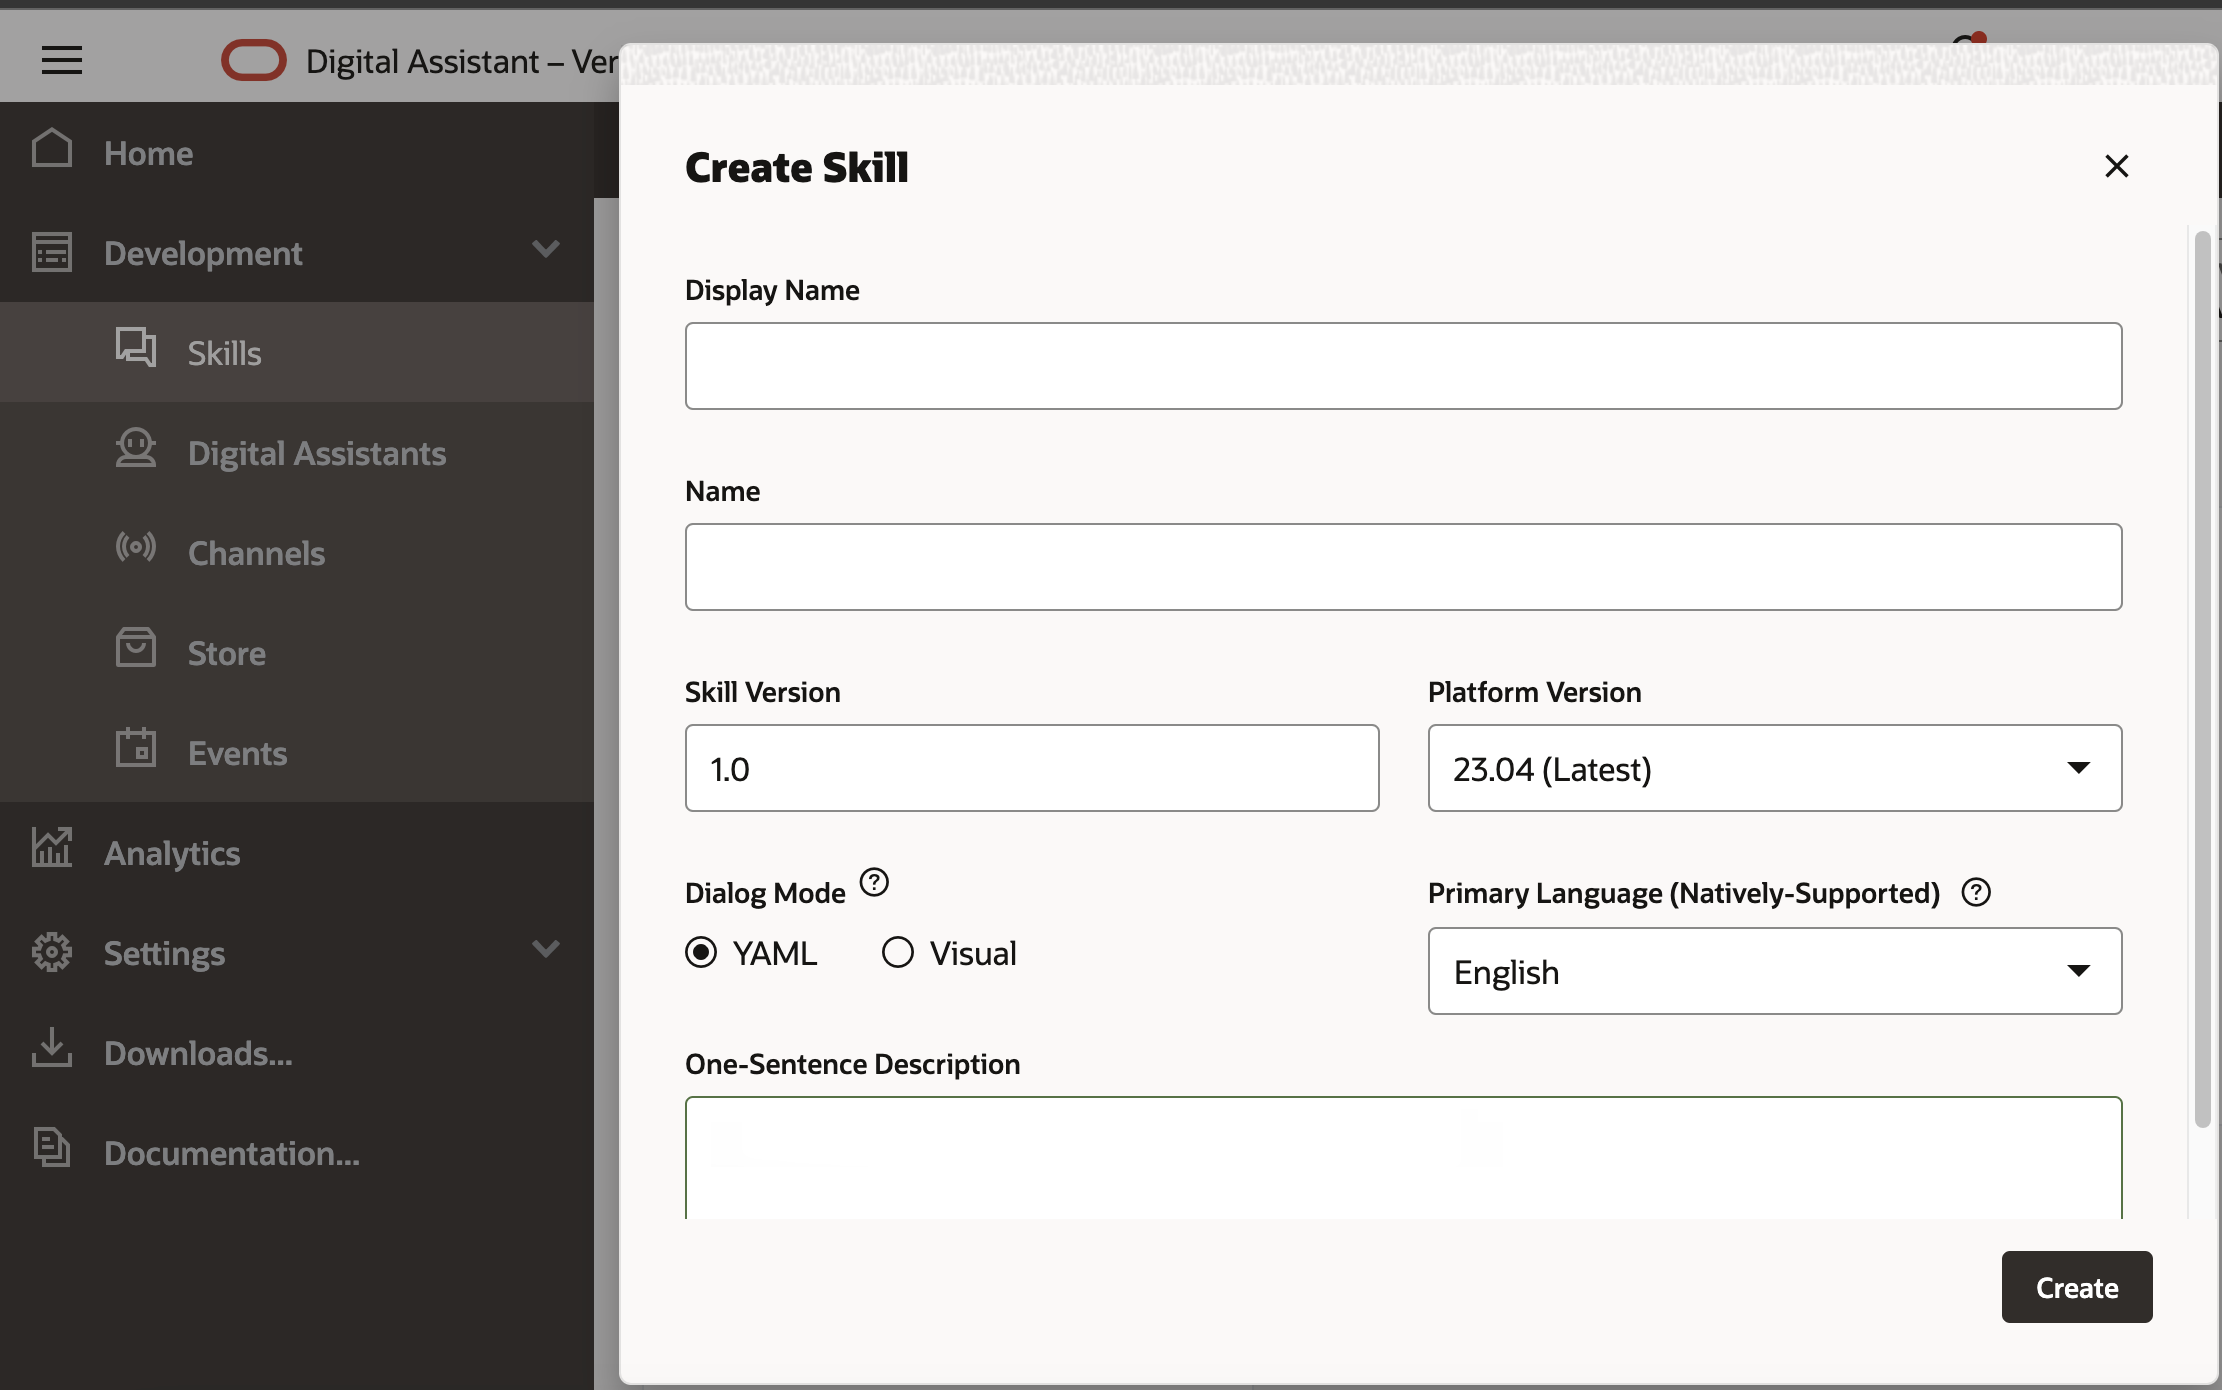 Digital Assistant – Ver
Home
Development
Skills
Digital Assistants
Channels
Store
Events
Analytics
Settings
Downloads...
Documentation...
Create Skill
Display Name
Name
Skill Version
Platform Version
1.0
23.04 (Latest)
Dialog Mode ?
Primary Language (Natively-Supported) ?
YAML
Visual
English
One-Sentence Description
Create